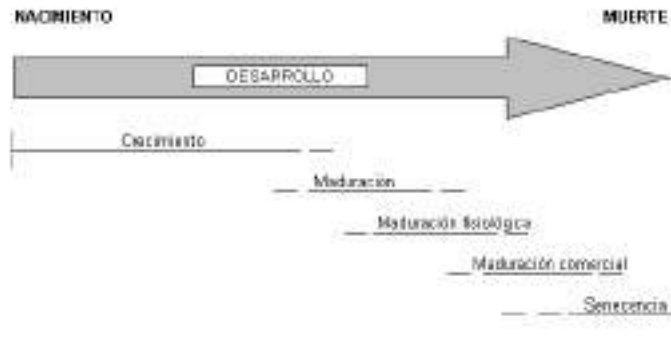 NACIMIENTO
MUERTE
DESARROLLO
Crecimiento
Maduración
Maduración fisiológica
Maduración comercial
Senecencia